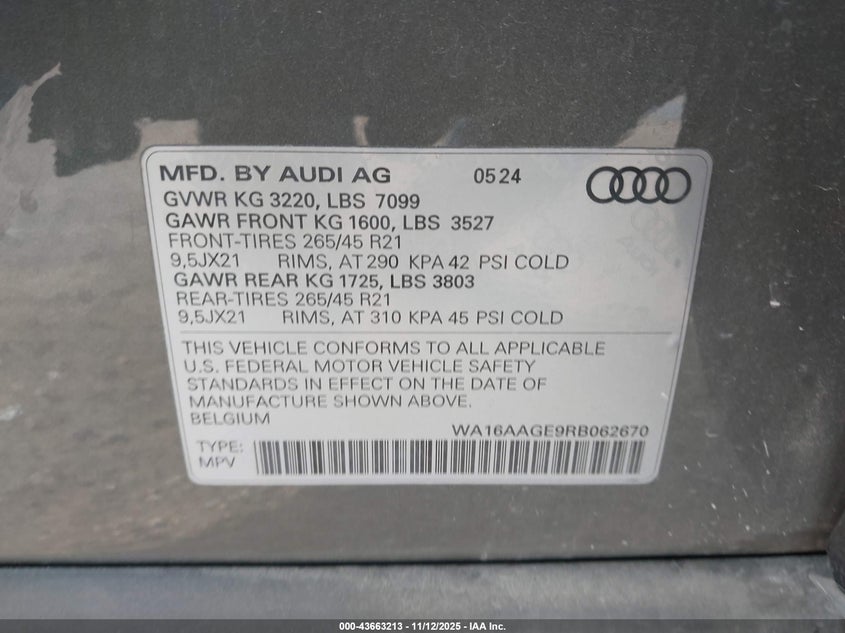 MFD. BY AUDI AG 05 24
GVWR KG 3220, LBS 7099
GAWR FRONT KG 1600, LBS 3527
FRONT-TIRES 265/45 R21
9,5JX21 RIMS, AT 290 KPA 42 PSI COLD
GAWR REAR KG 1725, LBS 3803
REAR-TIRES 265/45 R21
9,5JX21 RIMS, AT 310 KPA 45 PSI COLD
THIS VEHICLE CONFORMS TO ALL APPLICABLE
U.S. FEDERAL MOTOR VEHICLE SAFETY
STANDARDS IN EFFECT ON THE DATE OF
MANUFACTURE SHOWN ABOVE.
BELGIUM
WA16AAGE9RB062670
TYPE:
MPV
000-43663213 - 11/12/2025 - IAA Inc.